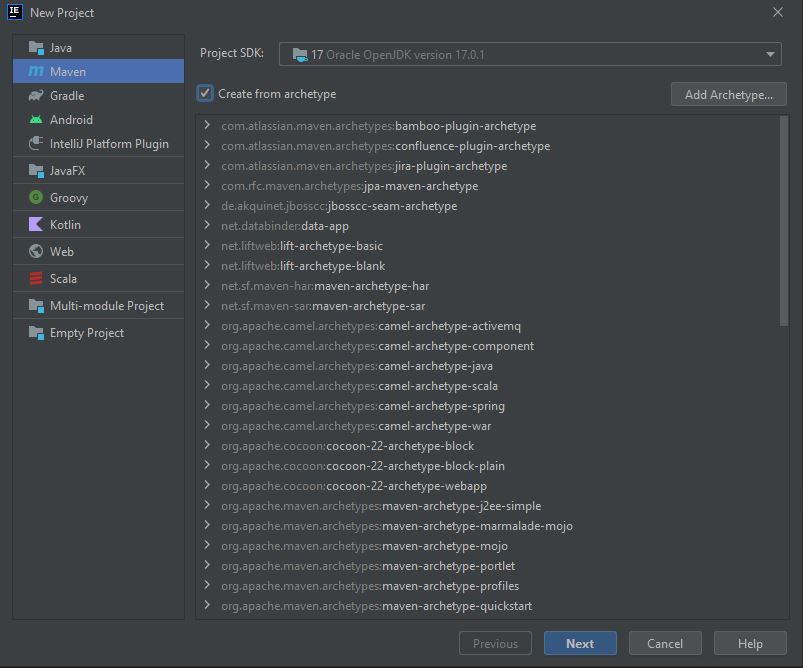 New Project
Java
Maven
Gradle
Android
IntelliJ Platform Plugin
JavaFX
Groovy
Kotlin
Web
Scala
Multi-module Project
Empty Project
Project SDK: 17 Oracle OpenJDK version 17.0.1
Create from archetype
Add Archetype...
com.atlassian.maven.archetypes:bamboo-plugin-archetype
com.atlassian.maven.archetypes:confluence-plugin-archetype
com.atlassian.maven.archetypes:jira-plugin-archetype
com.rfc.maven.archetypes:jpa-maven-archetype
de.akquinet.jbosscc:jbosscc-seam-archetype
net.databinder:data-app
net.liftweb:lift-archetype-basic
net.liftweb:lift-archetype-blank
net.sf.maven-har:maven-archetype-har
net.sf.maven-sar:maven-archetype-sar
org.apache.camel.archetypes:camel-archetype-activemq
org.apache.camel.archetypes:camel-archetype-component
org.apache.camel.archetypes:camel-archetype-java
org.apache.camel.archetypes:camel-archetype-scala
org.apache.camel.archetypes:camel-archetype-spring
org.apache.camel.archetypes:camel-archetype-war
org.apache.cocoon:cocoon-22-archetype-block
org.apache.cocoon:cocoon-22-archetype-block-plain
org.apache.cocoon:cocoon-22-archetype-webapp
org.apache.maven.archetypes:maven-archetype-j2ee-simple
org.apache.maven.archetypes:maven-archetype-marmalade-mojo
org.apache.maven.archetypes:maven-archetype-mojo
org.apache.maven.archetypes:maven-archetype-portlet
org.apache.maven.archetypes:maven-archetype-profiles
org.apache.maven.archetypes:maven-archetype-quickstart
Previous
Next
Cancel
Help